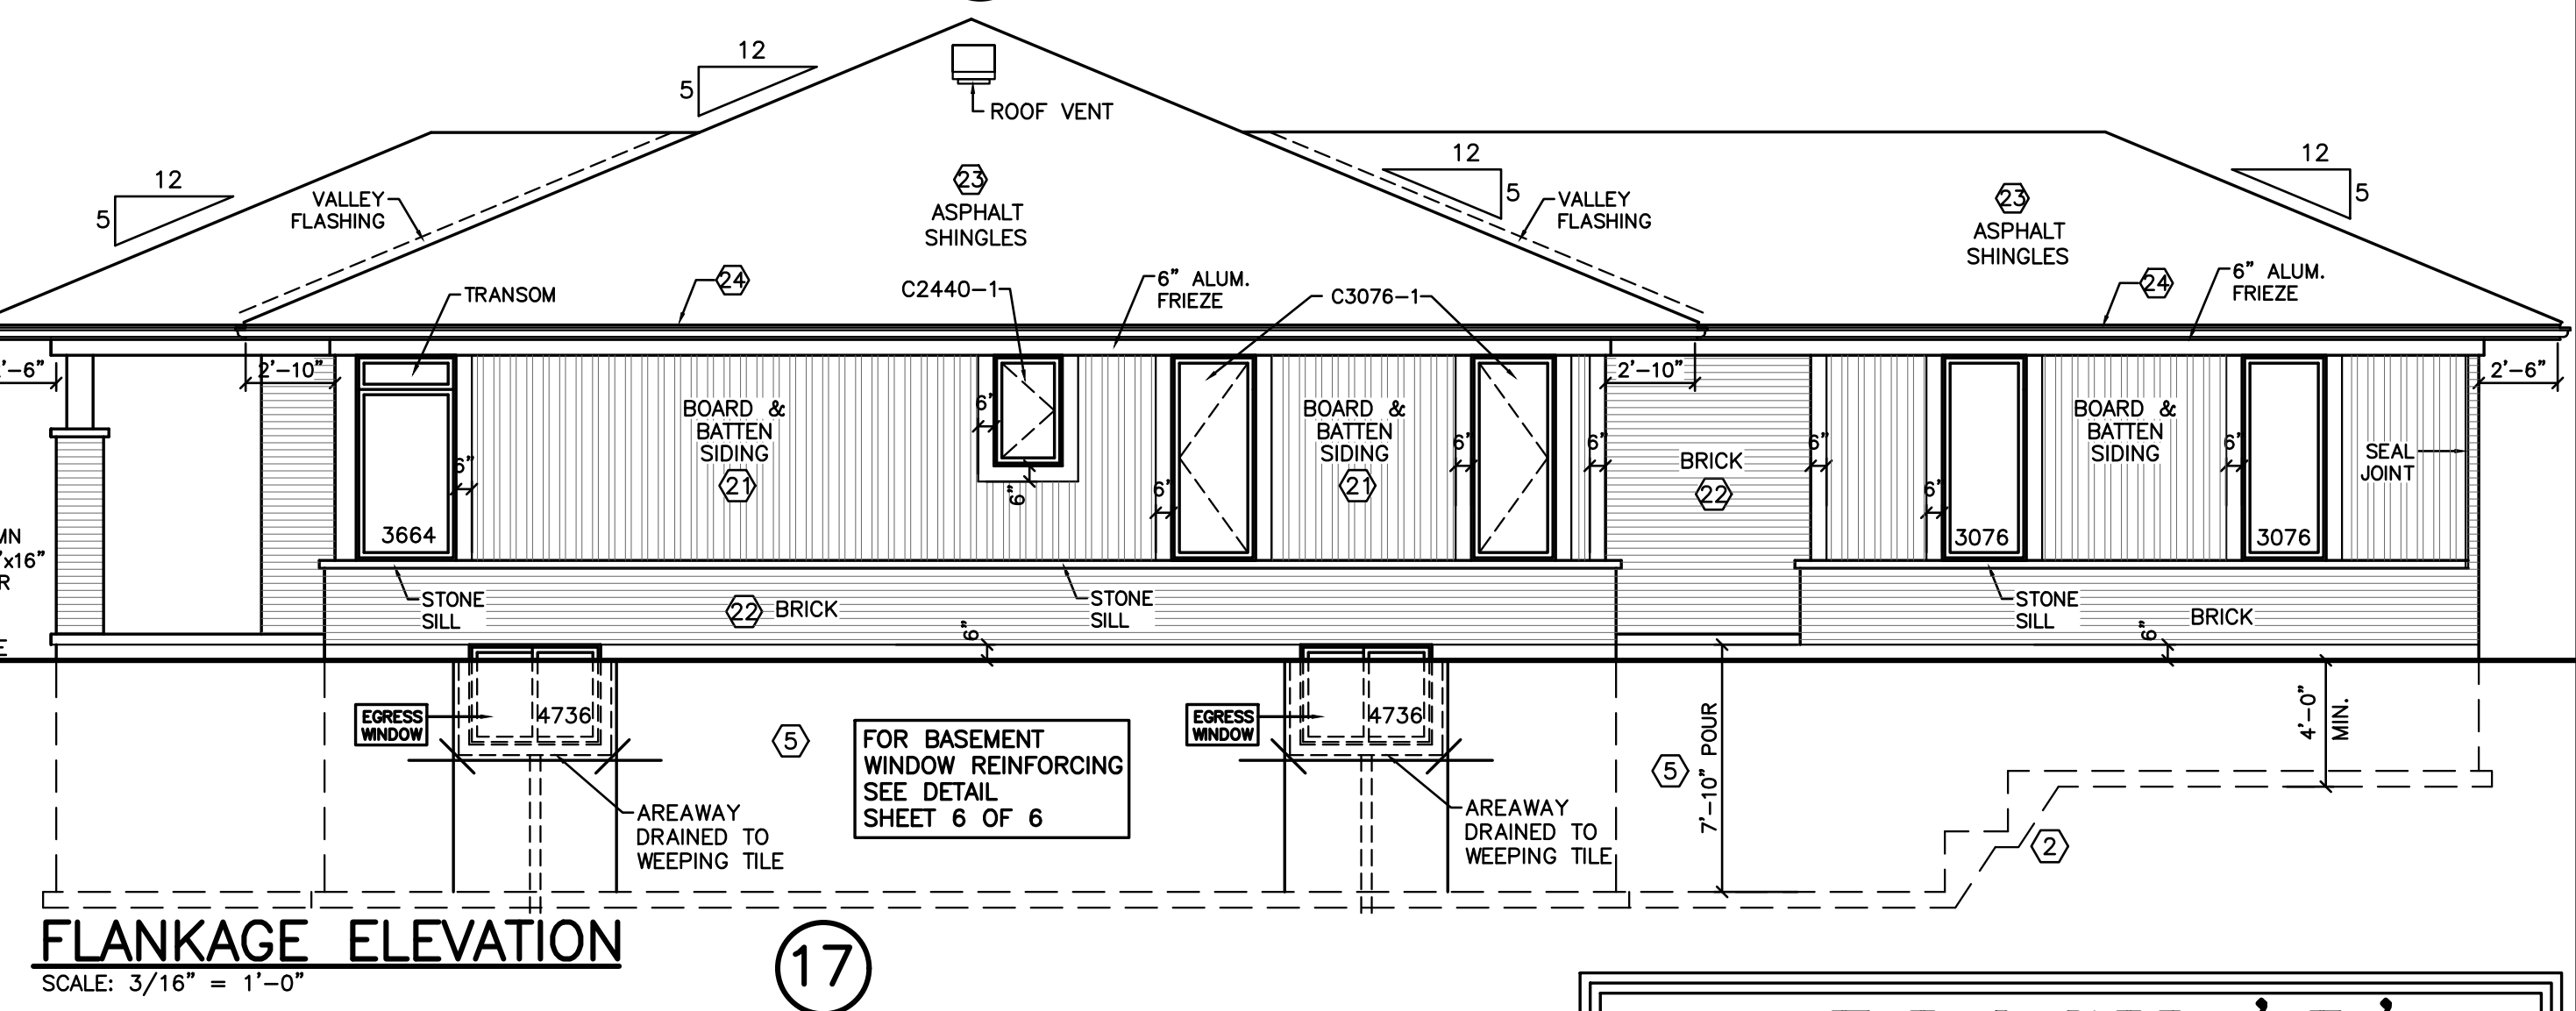 12
5
ROOF VENT
12
5
VALLEY
FLASHING
23
ASPHALT
SHINGLES
12
5
VALLEY
FLASHING
23
ASPHALT
SHINGLES
12
5
TRANSOM
24
C2440-1
6" ALUM.
FRIEZE
C3076-1
24
6" ALUM.
FRIEZE
'-6"
2'-10"
2'-10"
2'-6"
BOARD &
BATTEN
SIDING
21
6"
6"
6"
6"
BOARD &
BATTEN
SIDING
21
6"
6"
BRICK
22
6"
6"
BOARD &
BATTEN
SIDING
6"
SEAL
JOINT
3664
3076
3076
MN
'x16"
R
E
STONE
SILL
22 BRICK
6"
STONE
SILL
STONE
SILL
BRICK
6"
EGRESS
WINDOW
4736
5
FOR BASEMENT
WINDOW REINFORCING
SEE DETAIL
SHEET 6 OF 6
EGRESS
WINDOW
4736
5
7'-10" POUR
4'-0"
MIN.
AREAWAY
DRAINED TO
WEEPING TILE
AREAWAY
DRAINED TO
WEEPING TILE
2
FLANKAGE ELEVATION
SCALE: 3/16" = 1'-0"
17